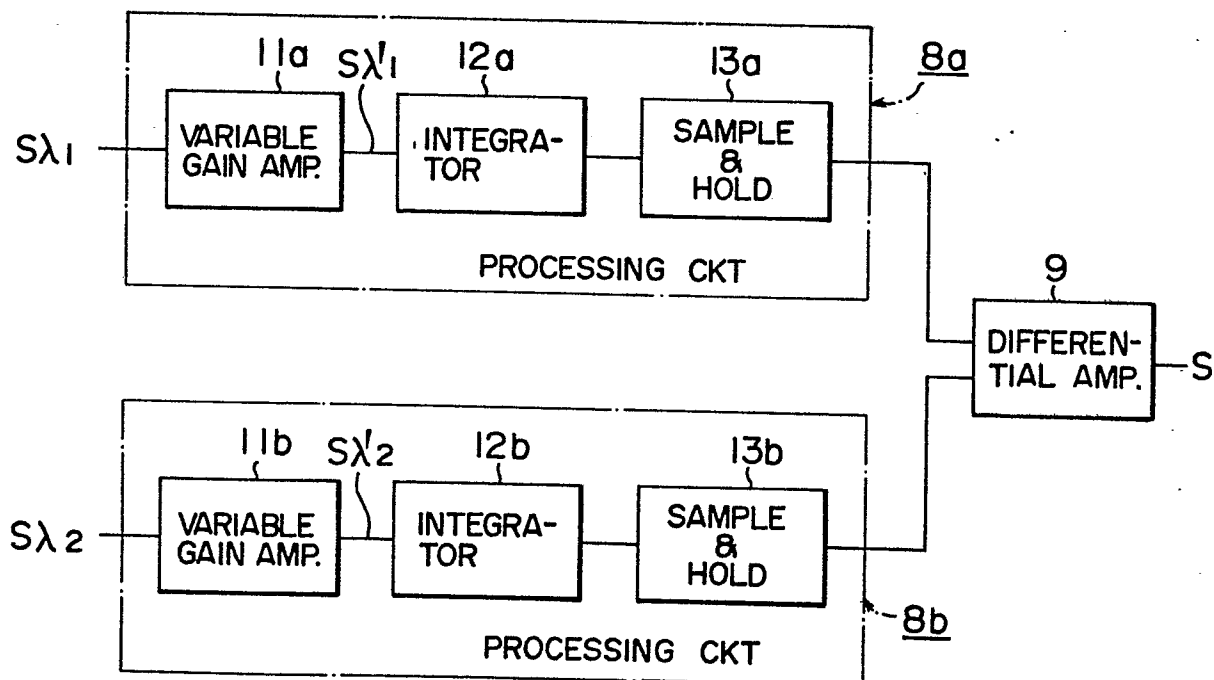 11a
Sλ'1
12a
13a
8a
Sλ1
VARIABLE
GAIN AMP.
INTEGRA-
TOR
SAMPLE
&
HOLD
PROCESSING CKT
9
DIFFEREN-
TIAL AMP.
S
11b
Sλ'2
12b
13b
Sλ2
VARIABLE
GAIN AMP.
INTEGRA-
TOR
SAMPLE
&
HOLD
8b
PROCESSING CKT